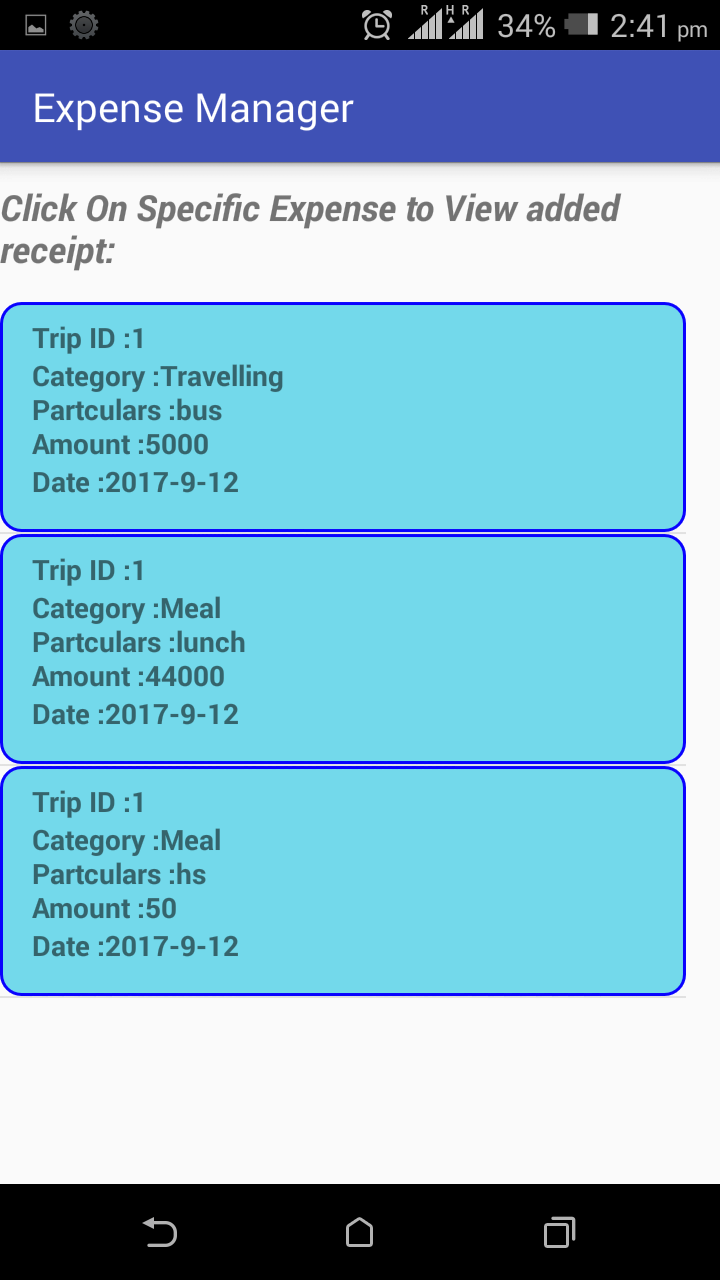 R H R 34% 2:41 pm
Expense Manager
Click On Specific Expense to View added
receipt:
Trip ID :1
Category :Travelling
Partculars :bus
Amount :5000
Date :2017-9-12
Trip ID :1
Category :Meal
Partculars :lunch
Amount :44000
Date :2017-9-12
Trip ID :1
Category :Meal
Partculars :hs
Amount :50
Date :2017-9-12